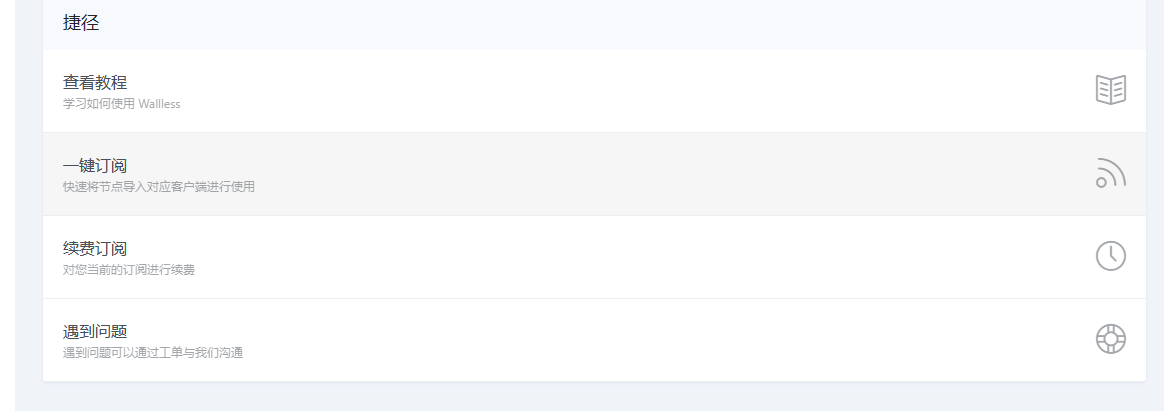 捷径
查看教程
学习如何使用 Wallless
一键订阅
快速将节点导入对应客户端进行使用
续费订阅
对您当前的订阅进行续费
遇到问题
遇到问题可以通过工单与我们沟通